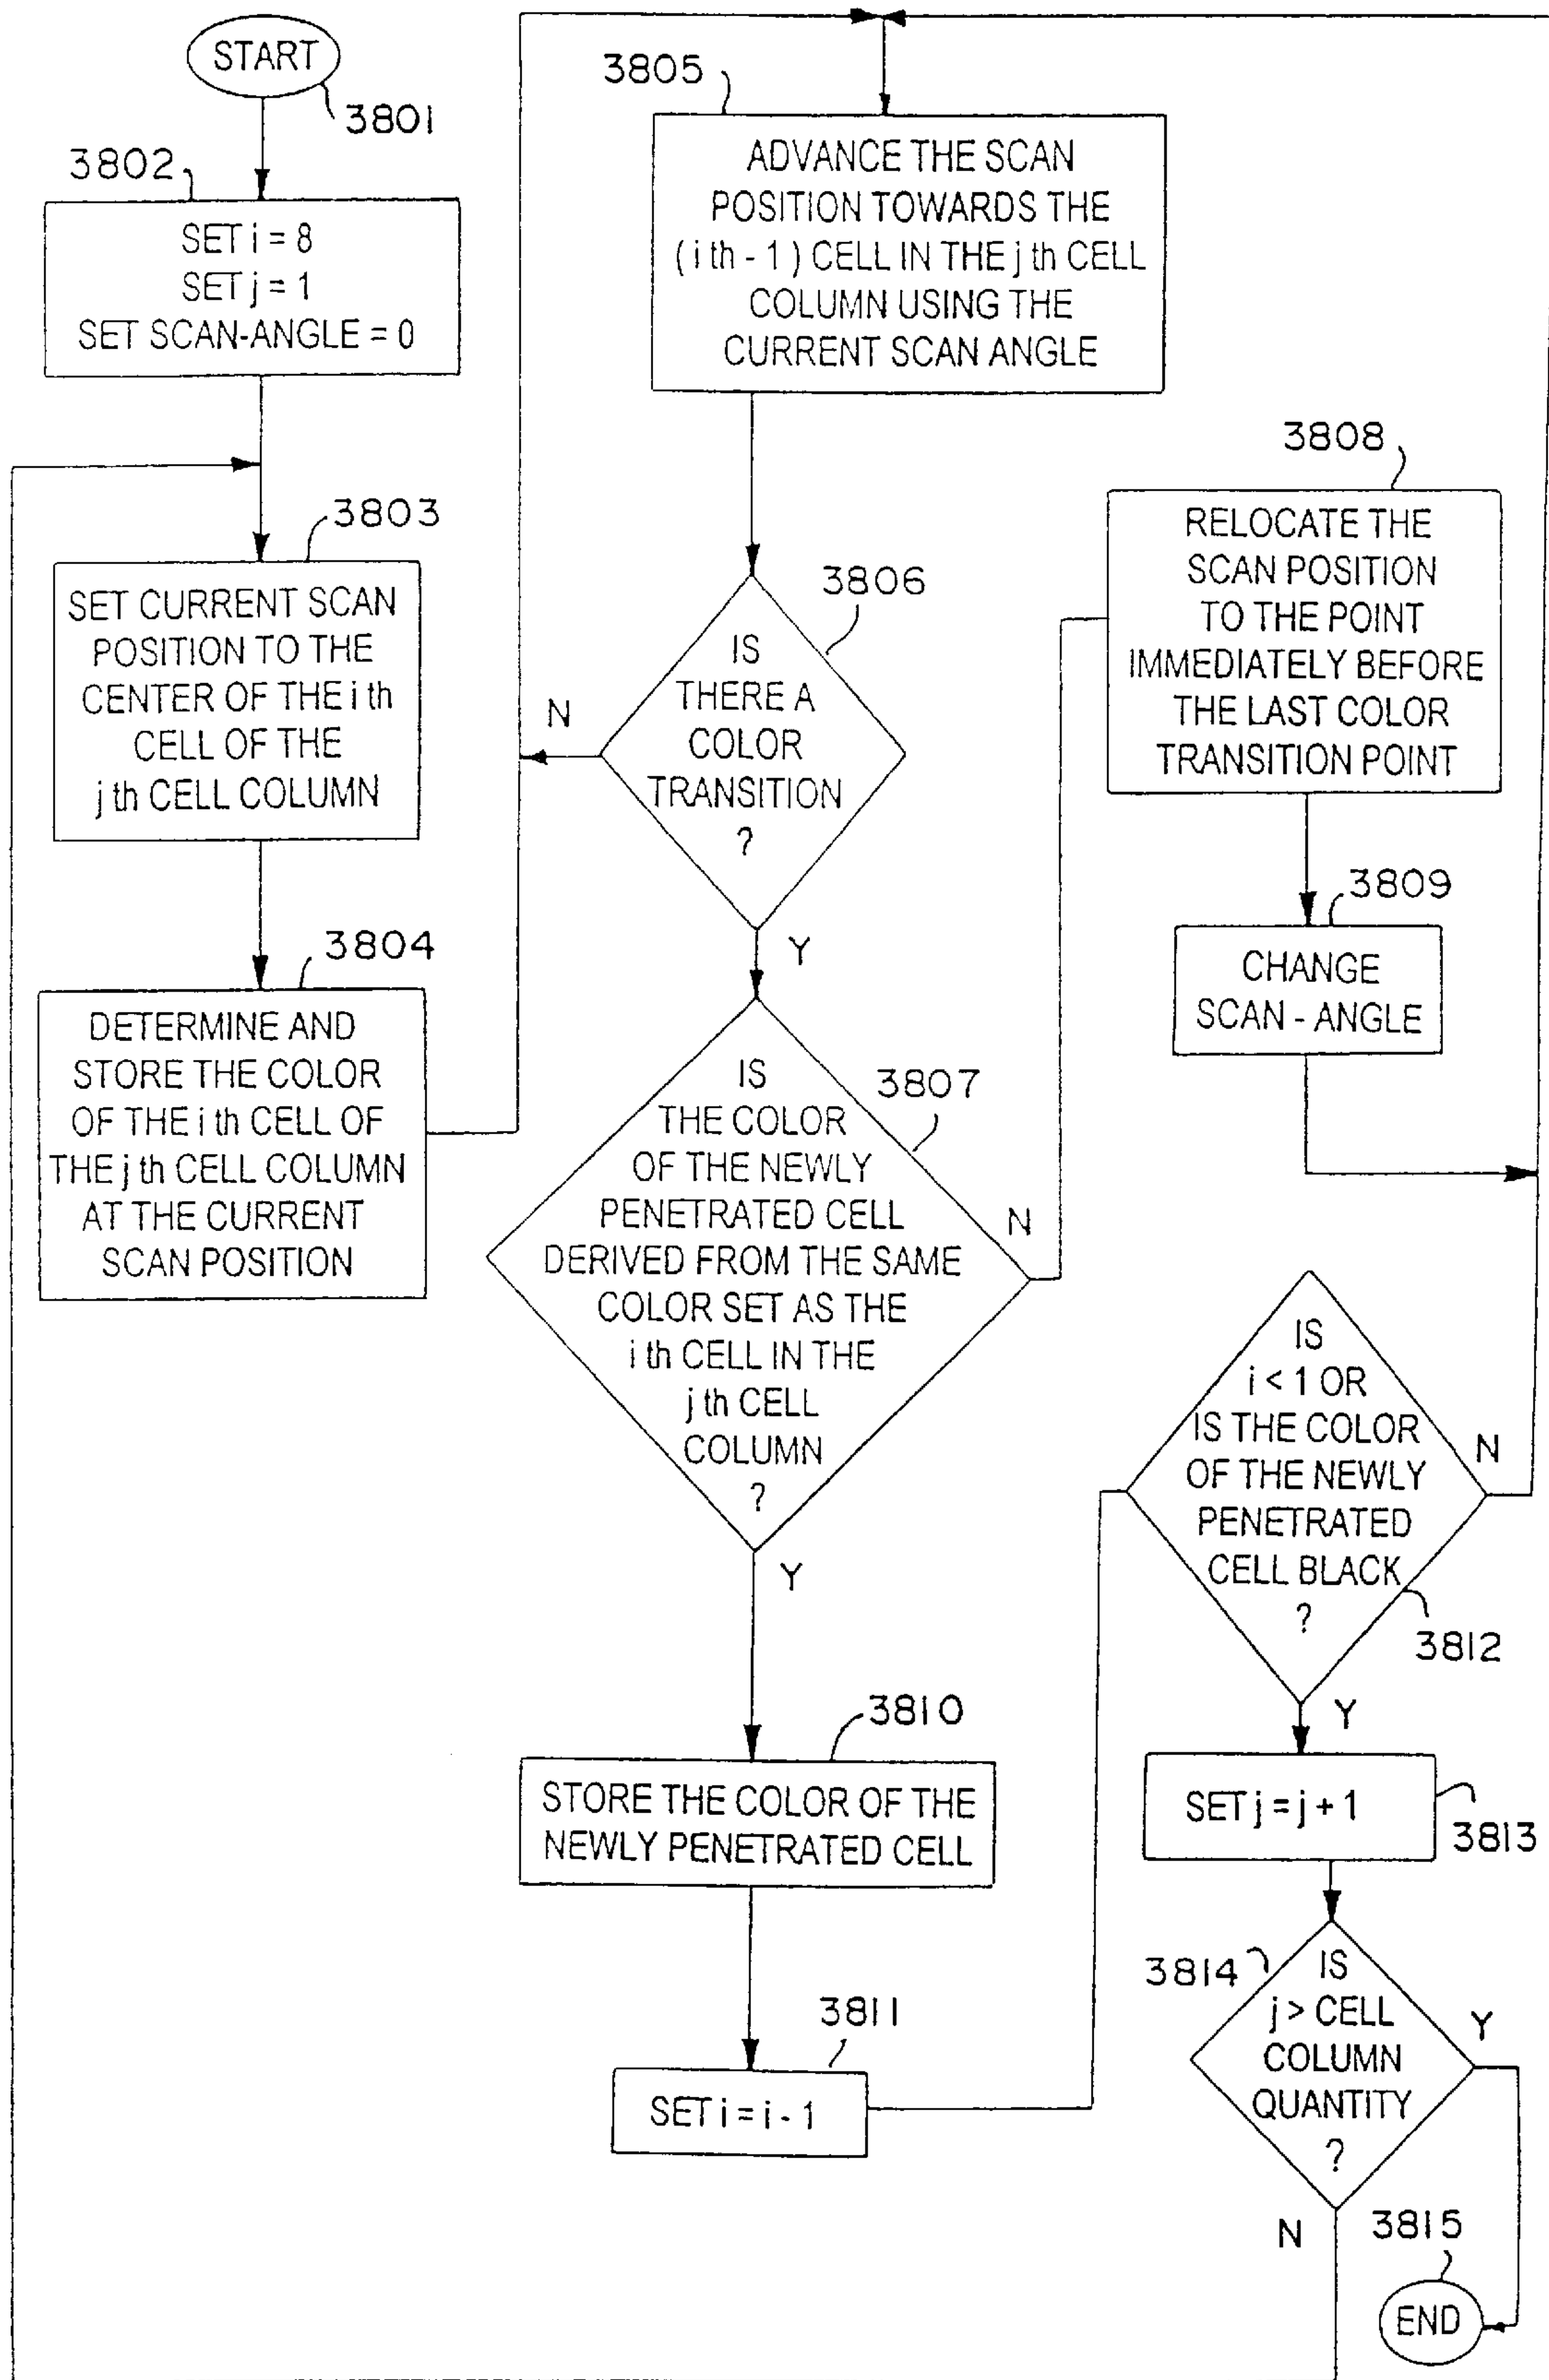 START
3801
3802
SET i = 8
SET j = 1
SET SCAN-ANGLE = 0
3803
SET CURRENT SCAN
POSITION TO THE
CENTER OF THE i th
CELL OF THE
j th CELL COLUMN
3804
DETERMINE AND
STORE THE COLOR
OF THE i th CELL OF
THE j th CELL COLUMN
AT THE CURRENT
SCAN POSITION
3805
ADVANCE THE SCAN
POSITION TOWARDS THE
(i th - 1) CELL IN THE j th CELL
COLUMN USING THE
CURRENT SCAN ANGLE
3806
IS
THERE A
COLOR
TRANSITION
?
N
Y
3807
IS
THE COLOR
OF THE NEWLY
PENETRATED CELL
DERIVED FROM THE SAME
COLOR SET AS THE
i th CELL IN THE
j th CELL
COLUMN
?
N
Y
3808
RELOCATE THE
SCAN POSITION
TO THE POINT
IMMEDIATELY BEFORE
THE LAST COLOR
TRANSITION POINT
3809
CHANGE
SCAN - ANGLE
3810
STORE THE COLOR OF THE
NEWLY PENETRATED CELL
3811
SET i = i - 1
IS
i < 1 OR
IS THE COLOR
OF THE NEWLY
PENETRATED
CELL BLACK
?
N
3812
Y
SET j = j + 1
3813
3814
IS
j > CELL
COLUMN
QUANTITY
?
Y
N
3815
END